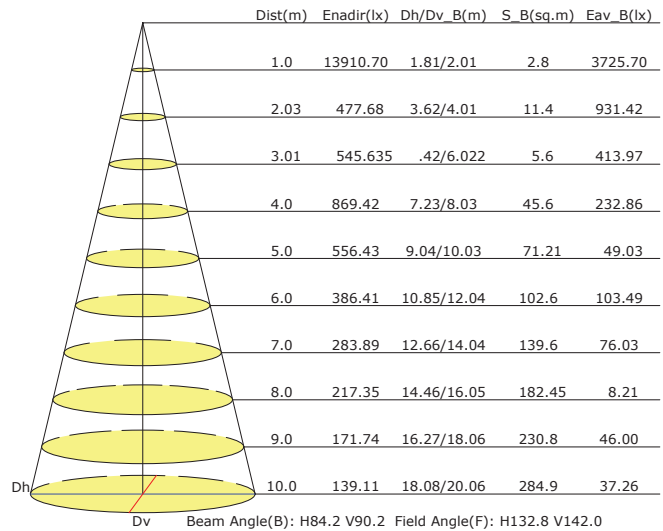 Dist(m) Enadir(lx) Dh/Dv_B(m) S_B(sq.m) Eav_B(lx)
1.0 13910.70 1.81/2.01 2.8 3725.70
2.03 477.68 3.62/4.01 11.4 931.42
3.01 545.635 .42/6.022 5.6 413.97
4.0 869.42 7.23/8.03 45.6 232.86
5.0 556.43 9.04/10.03 71.21 49.03
6.0 386.41 10.85/12.04 102.6 103.49
7.0 283.89 12.66/14.04 139.6 76.03
8.0 217.35 14.46/16.05 182.45 8.21
9.0 171.74 16.27/18.06 230.8 46.00
Dh 10.0 139.11 18.08/20.06 284.9 37.26
Dv Beam Angle(B): H84.2 V90.2 Field Angle(F): H132.8 V142.0